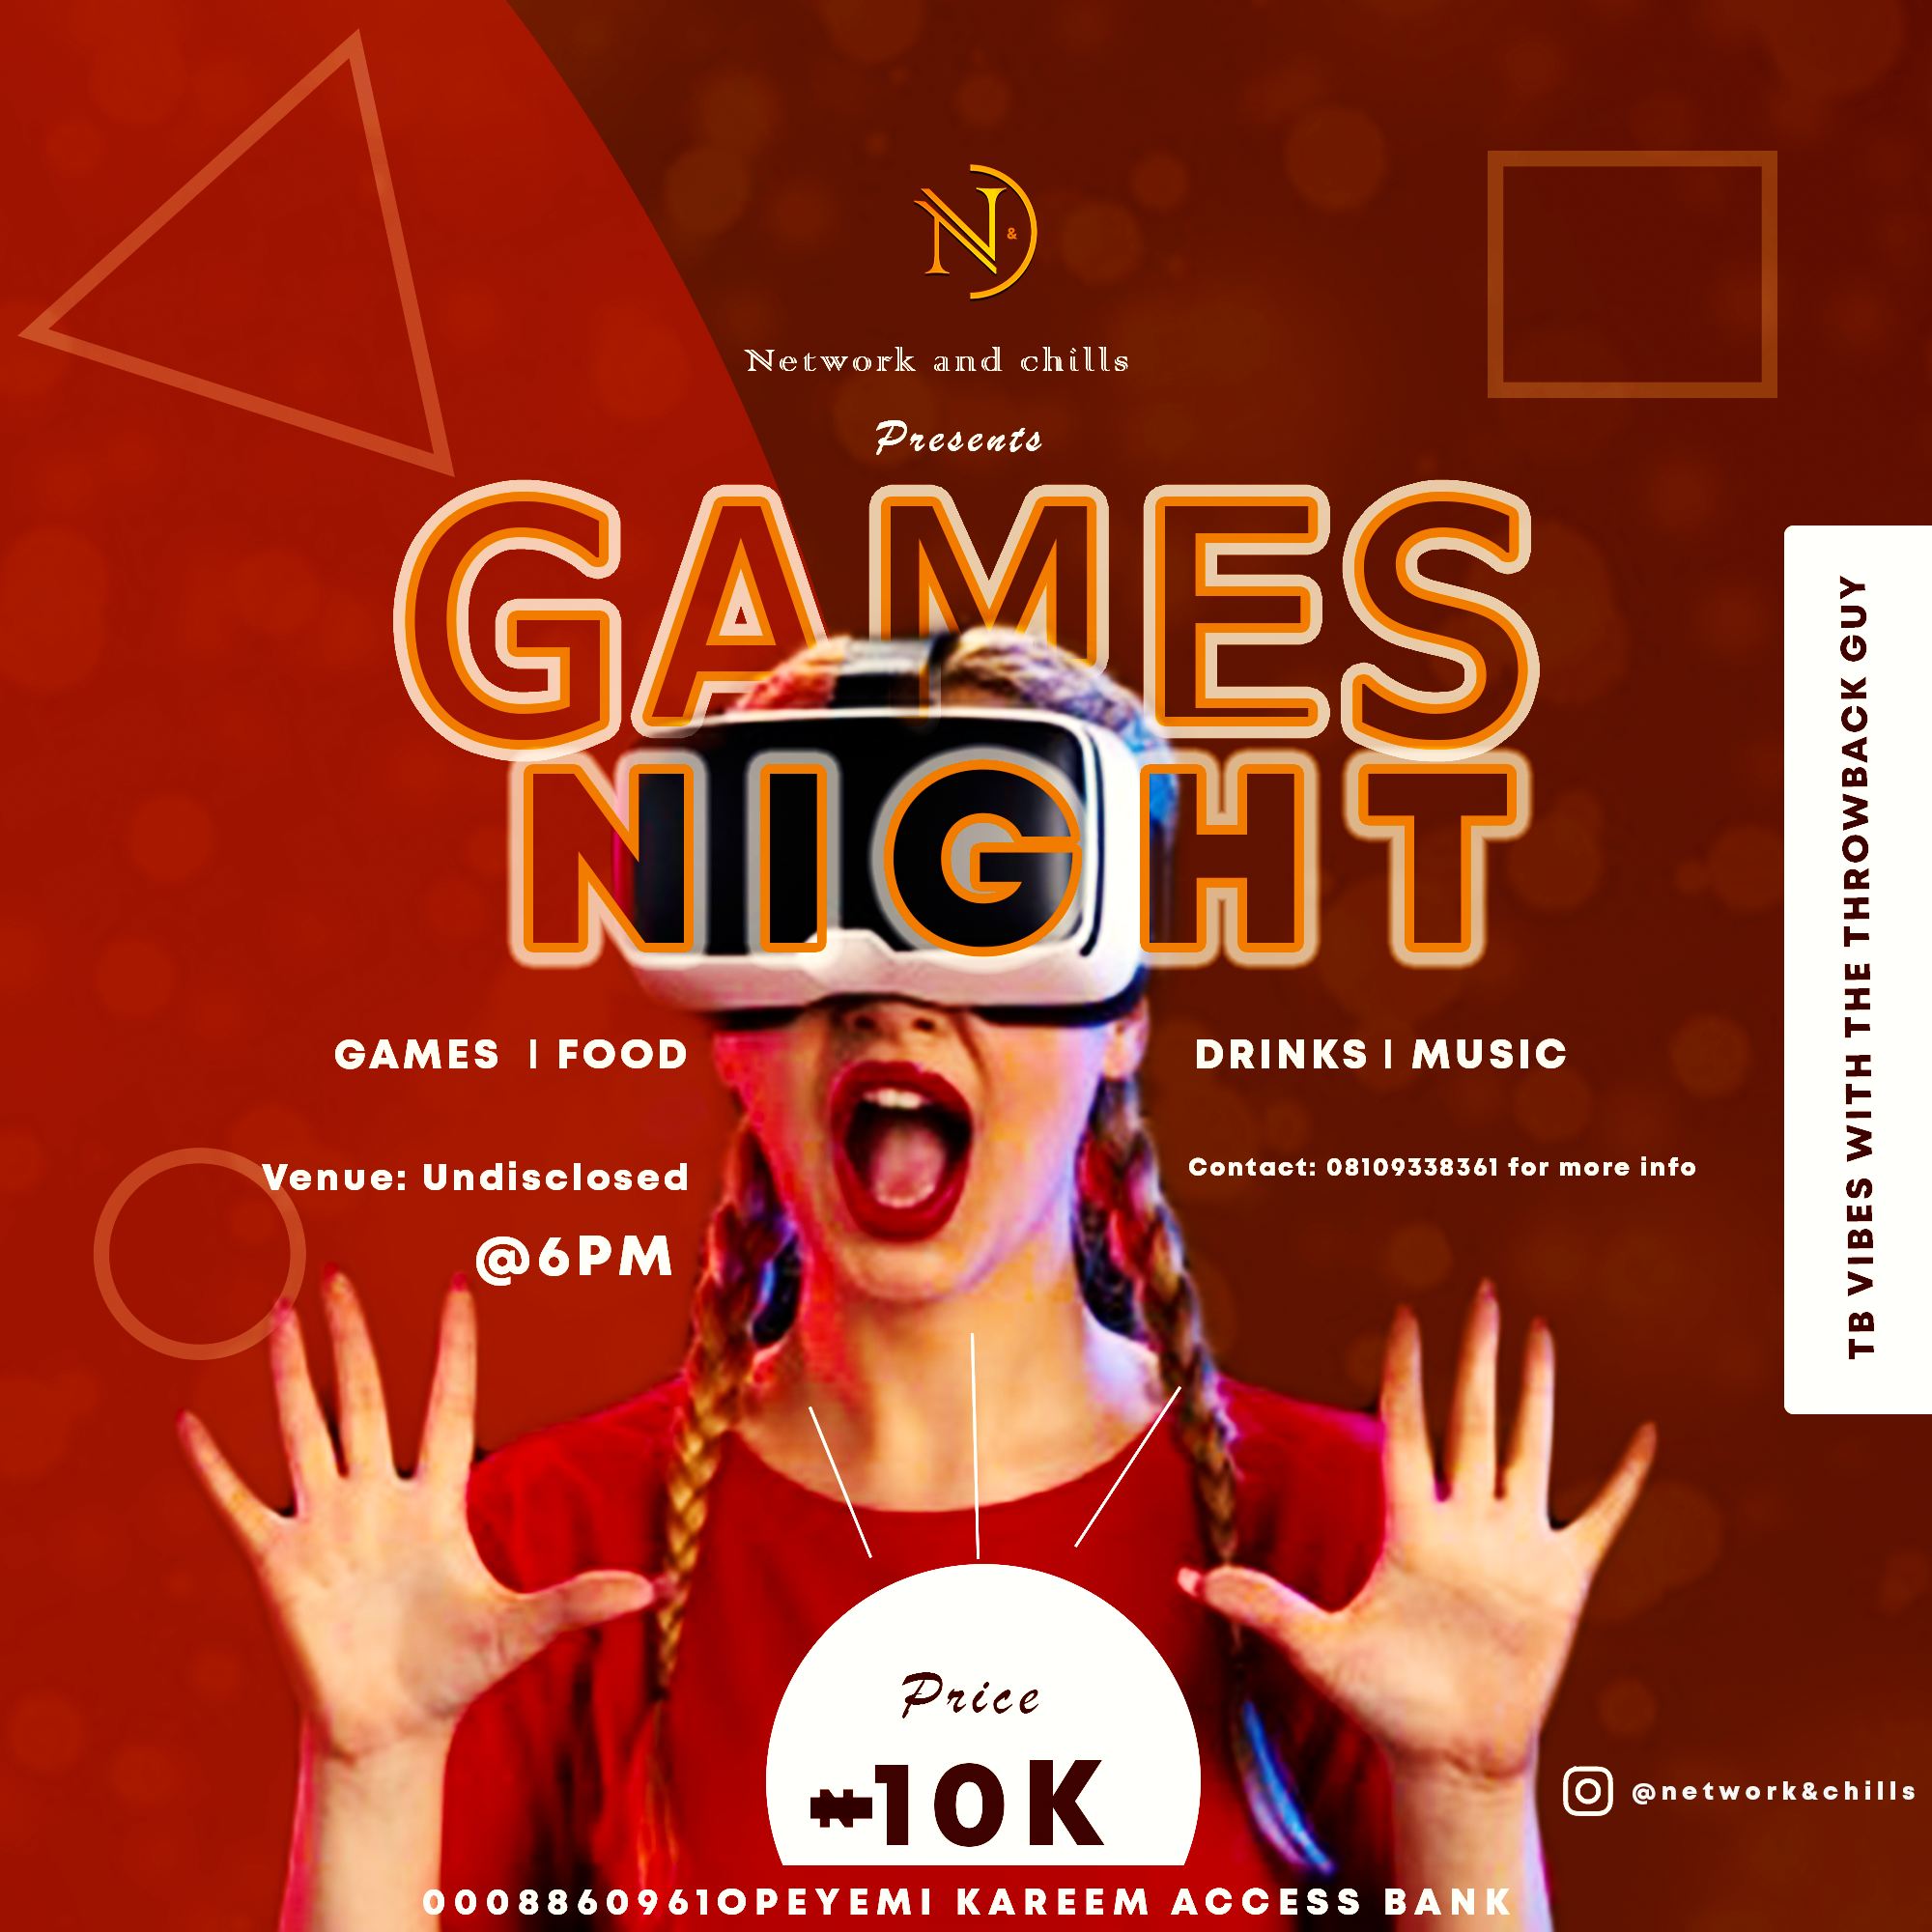 N &
Network and chills
Presents
GAMES
NIGHT
GAMES | FOOD
DRINKS | MUSIC
Venue: Undisclosed
@6PM
Contact: 08109338361 for more info
TB VIBES WITH THE THROWBACK GUY
Price
₦10K
@network&chills
0008860961OPEYEMI KAREEM ACCESS BANK